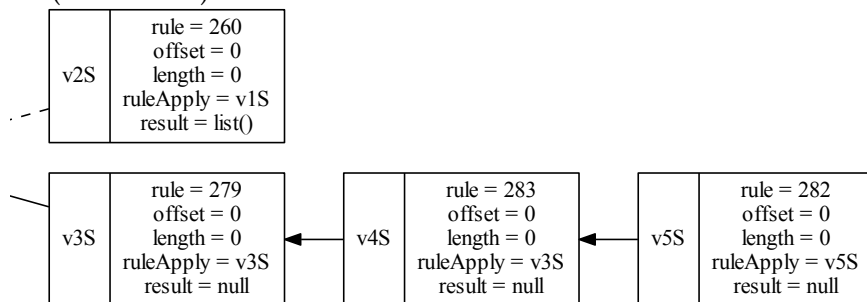 v2S
rule = 260
offset = 0
length = 0
ruleApply = v1S
result = list()
v3S
rule = 279
offset = 0
length = 0
ruleApply = v3S
result = null
v4S
rule = 283
offset = 0
length = 0
ruleApply = v3S
result = null
v5S
rule = 282
offset = 0
length = 0
ruleApply = v5S
result = null